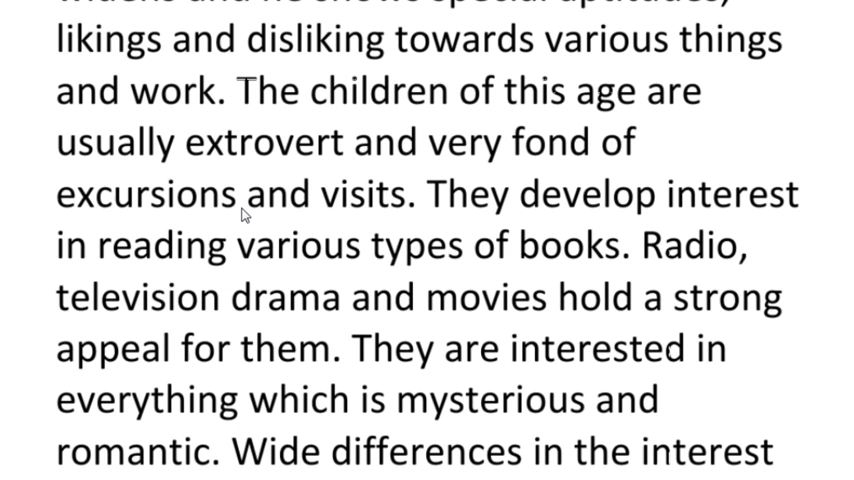 likings and disliking towards various things
and work. The children of this age are
usually extrovert and very fond of
excursions and visits. They develop interest
in reading various types of books. Radio,
television drama and movies hold a strong
appeal for them. They are interested in
everything which is mysterious and
romantic. Wide differences in the interest